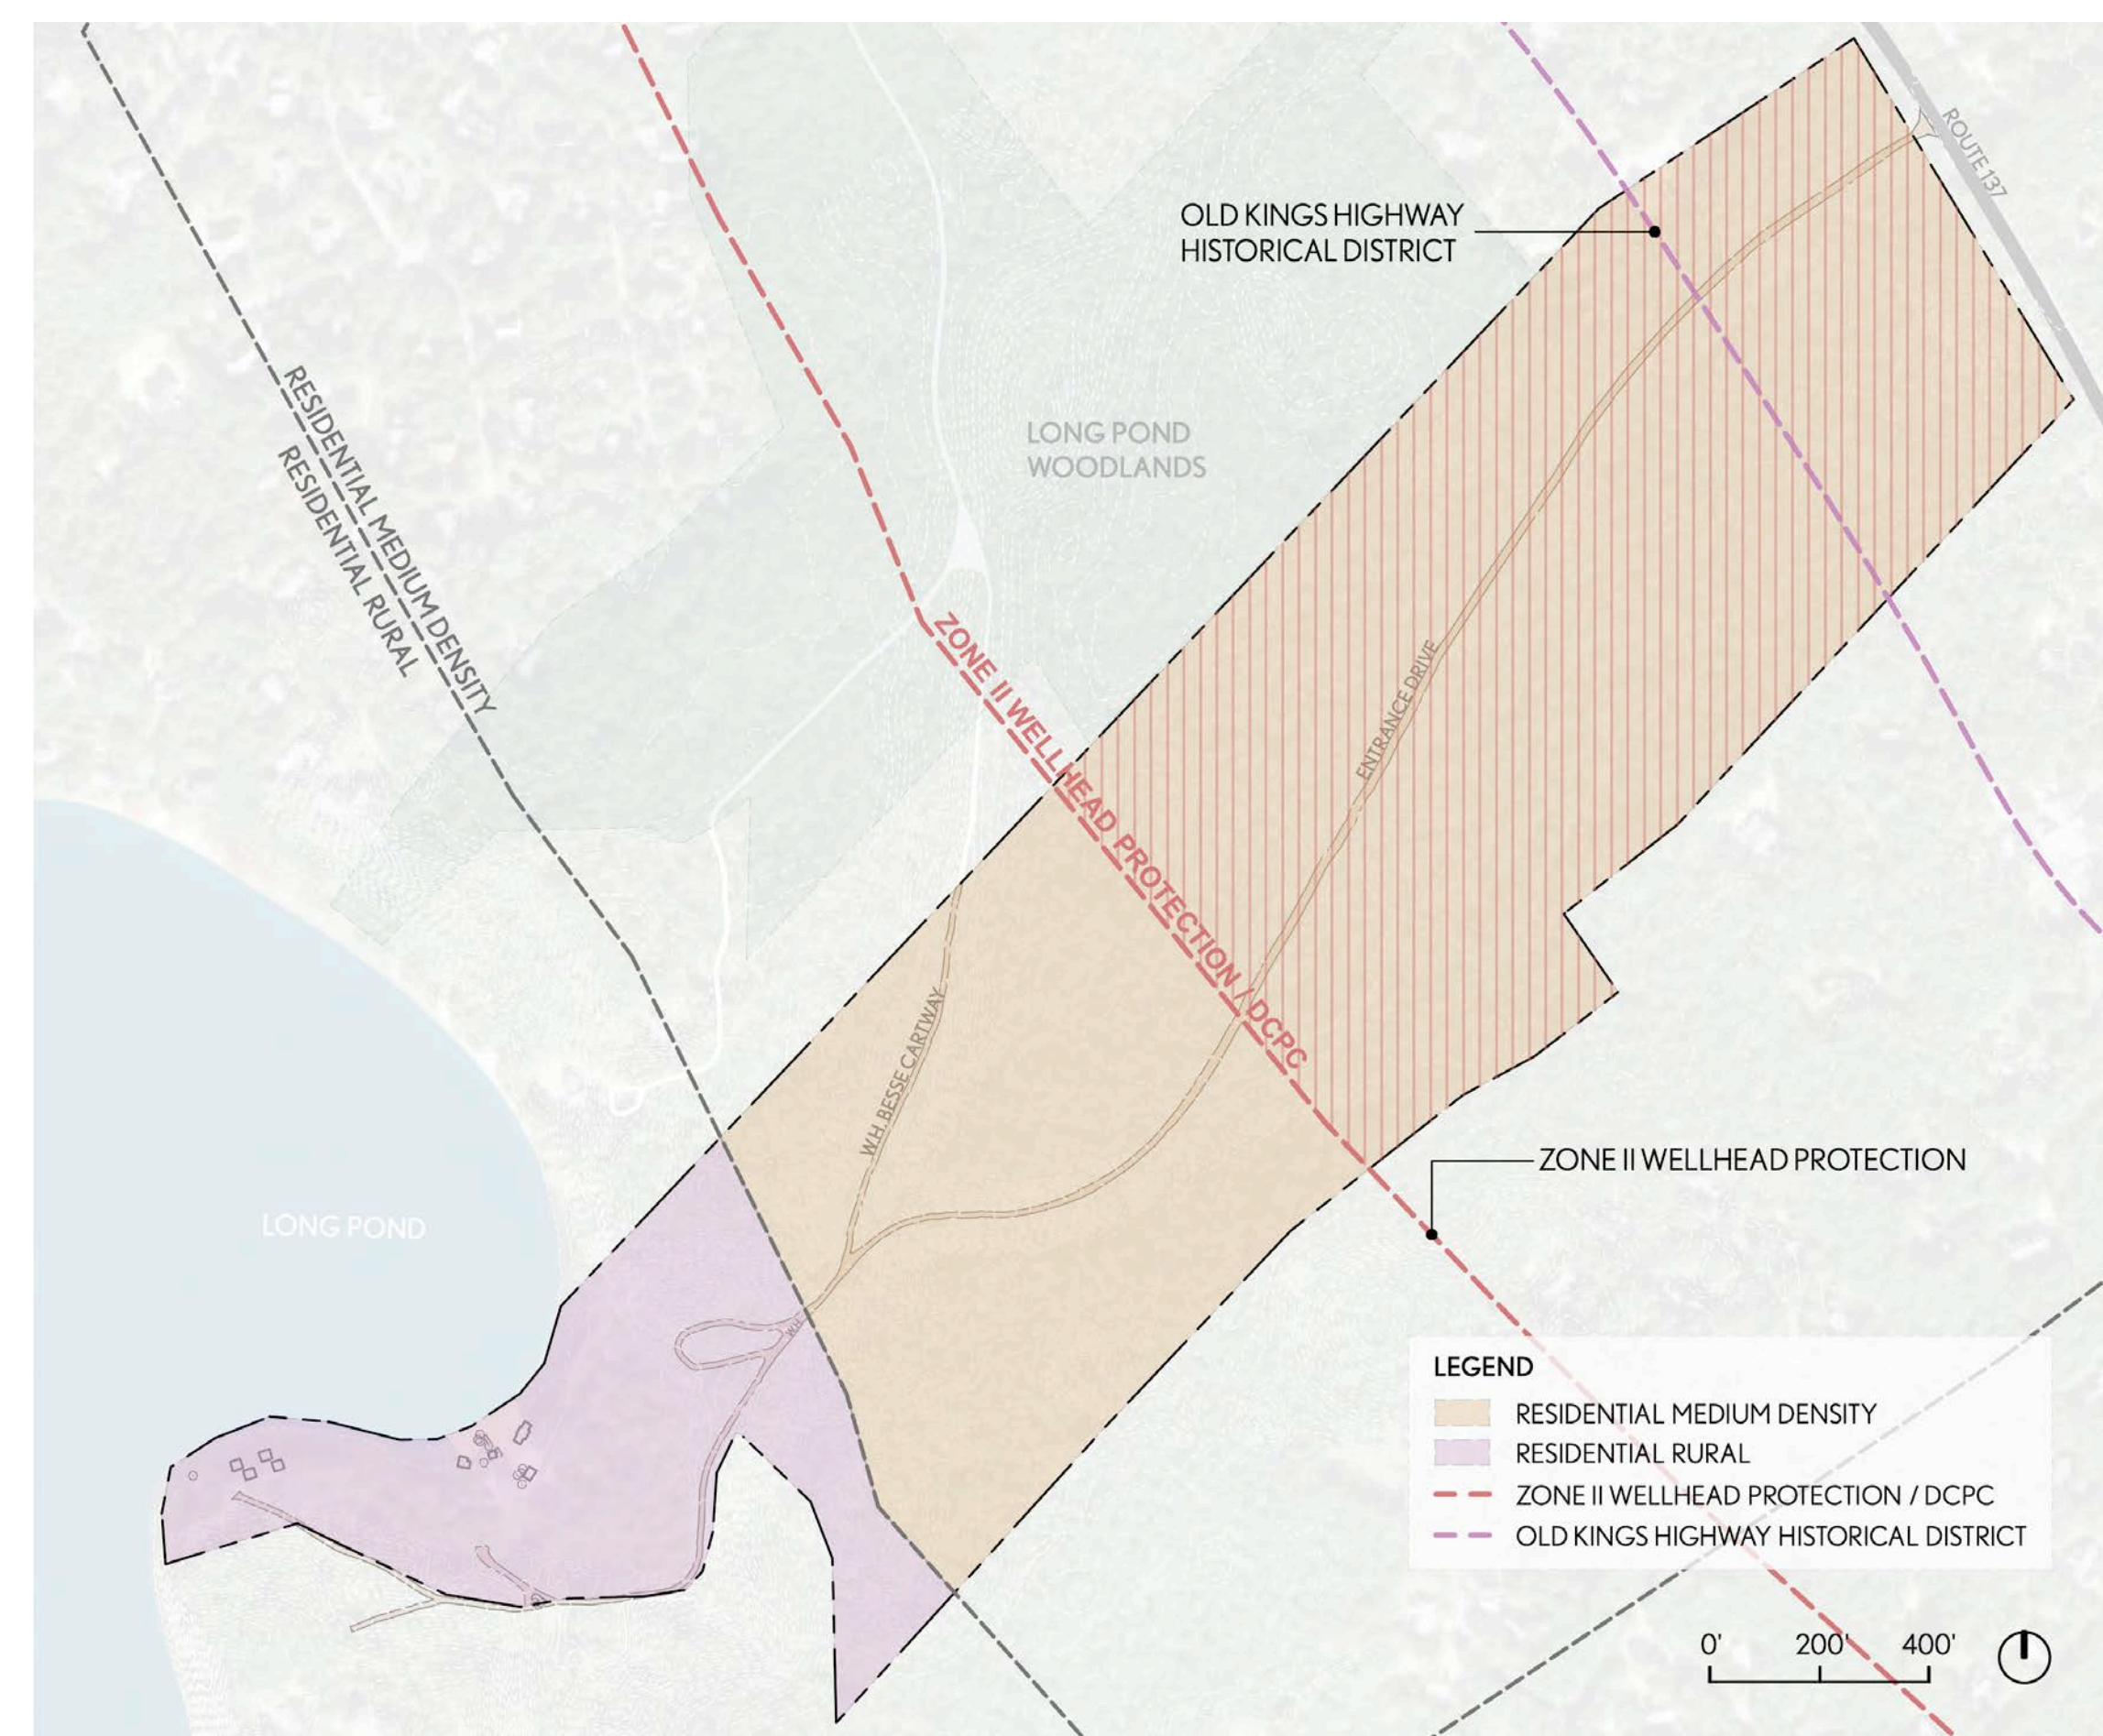 ROUTE 137
OLD KINGS HIGHWAY
HISTORICAL DISTRICT
RESIDENTIAL MEDIUM DENSITY
RESIDENTIAL RURAL
LONG POND
WOODLANDS
ZONE II WELLHEAD PROTECTION / DCPC
ENTRANCE DRIVE
W.H. BESSE CARTWAY
ZONE II WELLHEAD PROTECTION
LONG POND
W.H.
LEGEND
RESIDENTIAL MEDIUM DENSITY
RESIDENTIAL RURAL
ZONE II WELLHEAD PROTECTION / DCPC
OLD KINGS HIGHWAY HISTORICAL DISTRICT
0' 200' 400'